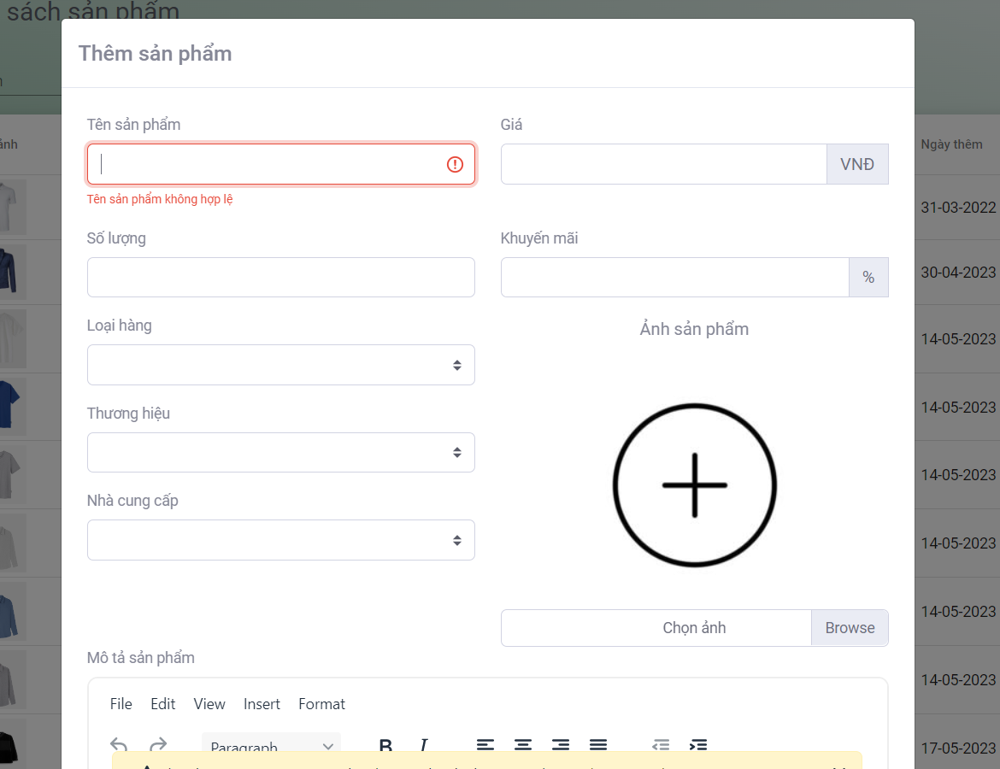 sách sản phẩm
Thêm sản phẩm
ảnh
Ngày thêm
Tên sản phẩm
Giá
VNĐ
Tên sản phẩm không hợp lệ
31-03-2022
Số lượng
Khuyến mãi
%
30-04-2023
Loại hàng
Ảnh sản phẩm
14-05-2023
Thương hiệu
14-05-2023
14-05-2023
Nhà cung cấp
14-05-2023
14-05-2023
Chọn ảnh
Browse
Mô tả sản phẩm
14-05-2023
File Edit View Insert Format
Paragraph
B I
17-05-2023